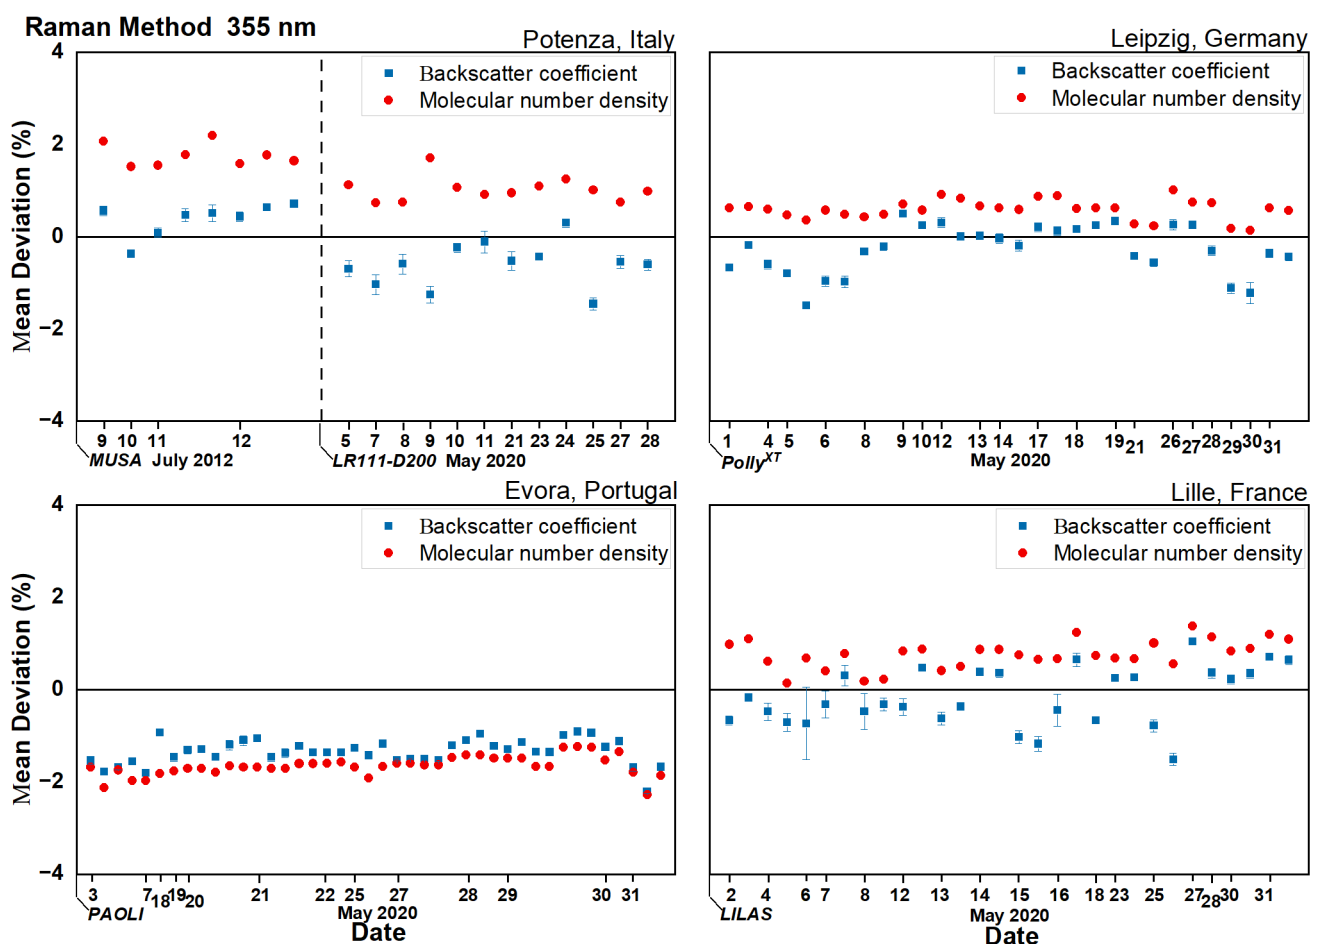 Raman Method 355 nm
Potenza, Italy
Backscatter coefficient
Molecular number density
Mean Deviation (%)
4
2
0
−2
−4
9 10 11 12 5 7 8 9 10 11 21 23 24 25 27 28
MUSA July 2012 LR111-D200 May 2020
Leipzig, Germany
Backscatter coefficient
Molecular number density
1 4 5 6 8 9 10 12 13 14 17 18 19 21 26 27 28 29 30 31
PollyXT May 2020
Evora, Portugal
Backscatter coefficient
Molecular number density
Mean Deviation (%)
4
2
0
−2
−4
3 7 18 19 20 21 22 25 27 28 29 30 31
PAOLI May 2020
Date
Lille, France
Backscatter coefficient
Molecular number density
2 4 6 7 8 12 13 14 15 16 18 23 25 27 28 30 31
LILAS May 2020
Date